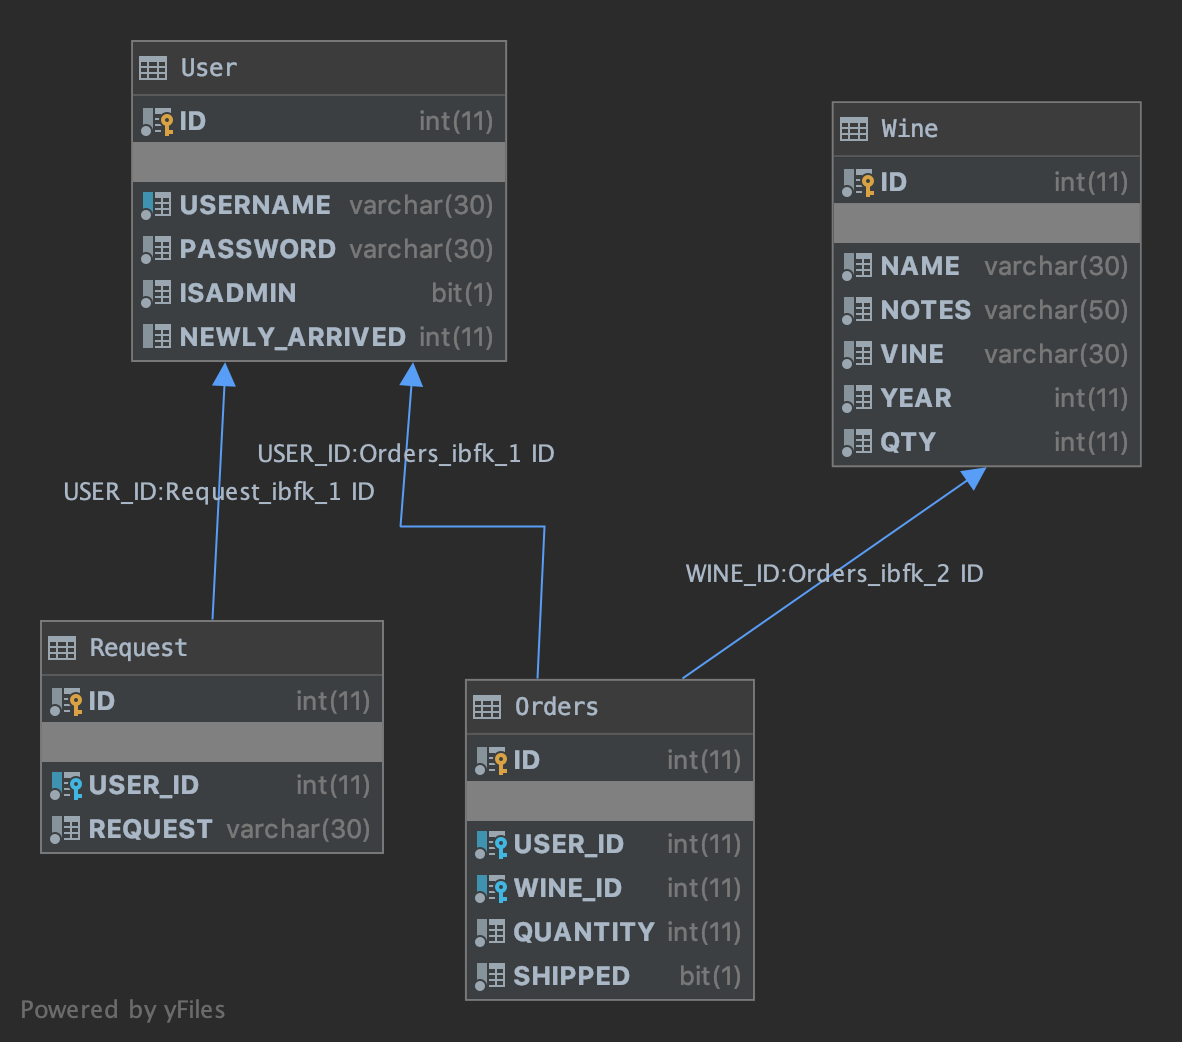 User
ID int(11)
USERNAME varchar(30)
PASSWORD varchar(30)
ISADMIN bit(1)
NEWLY_ARRIVED int(11)
Wine
ID int(11)
NAME varchar(30)
NOTES varchar(50)
VINE varchar(30)
YEAR int(11)
QTY int(11)
USER_ID:Orders_ibfk_1 ID
USER_ID:Request_ibfk_1 ID
WINE_ID:Orders_ibfk_2 ID
Request
ID int(11)
USER_ID int(11)
REQUEST varchar(30)
Orders
ID int(11)
USER_ID int(11)
WINE_ID int(11)
QUANTITY int(11)
SHIPPED bit(1)
Powered by yFiles